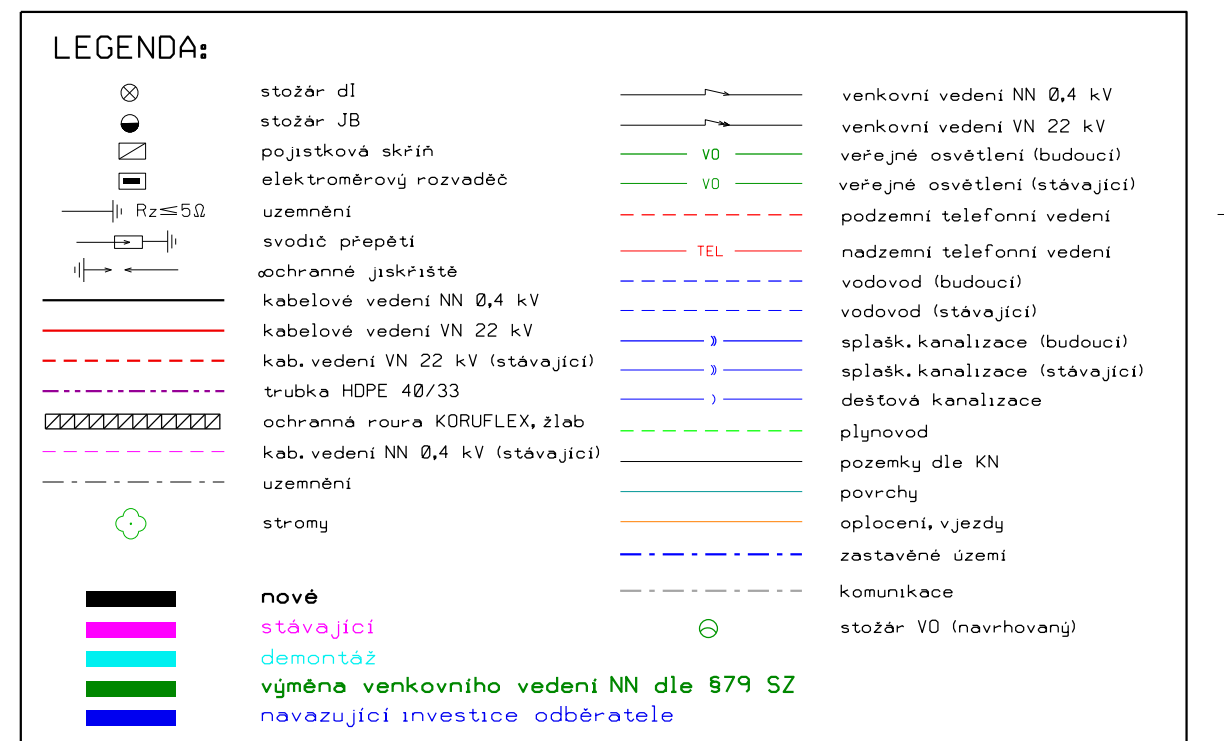 LEGENDA:
stožár dI
stožár JB
pojistková skříň
elektroměrový rozvaděč
Rz≤5Ω uzemnění
svodič přepětí
ochranné jiskřiště
kabelové vedení NN 0,4 kV
kabelové vedení VN 22 kV
kab. vedení VN 22 kV (stávající)
trubka HDPE 40/33
ochranná roura KORUFLEX, žlab
kab. vedení NN 0,4 kV (stávající)
uzemnění
stromy
nové
stávající
demontáž
výměna venkovního vedení NN dle §79 SZ
navazující investice odběratele
venkovní vedení NN 0,4 kV
venkovní vedení VN 22 kV
VO veřejné osvětlení (budoucí)
VO veřejné osvětlení (stávající)
podzemní telefonní vedení
TEL nadzemní telefonní vedení
vodovod (budoucí)
vodovod (stávající)
splašk. kanalizace (budoucí)
splašk. kanalizace (stávající)
dešťová kanalizace
plynovod
pozemky dle KN
povrchy
oplocení, vjezdy
zastavěné území
komunikace
stožár VO (navrhovaný)